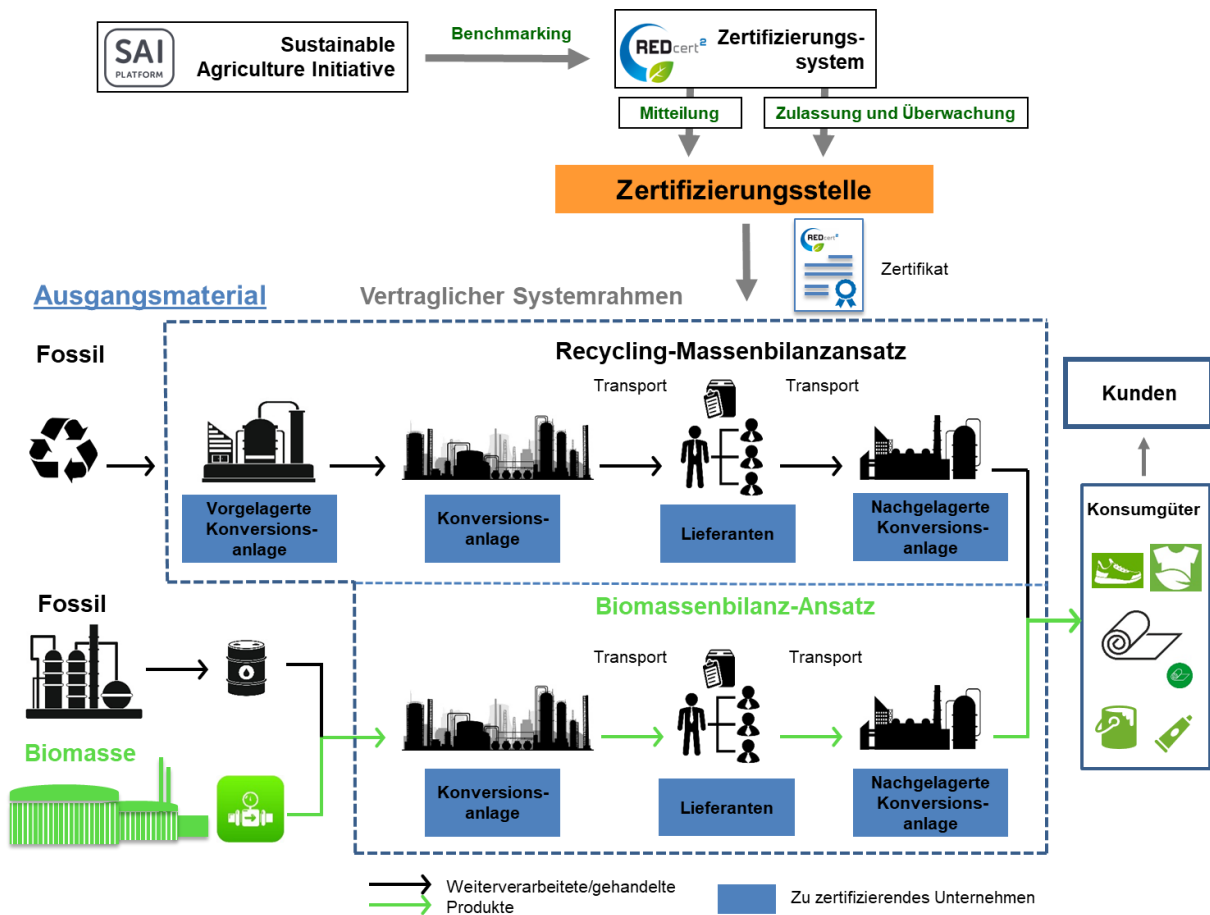 SAI
PLATFORM
Sustainable
Agriculture Initiative
Benchmarking
REDcert²
Zertifizierungs-
system
Mitteilung
Zulassung und Überwachung
Zertifizierungsstelle
REDcert²
Zertifikat
Ausgangsmaterial
Vertraglicher Systemrahmen
Fossil
Recycling-Massenbilanzansatz
Transport
Transport
Kunden
Vorgelagerte
Konversions-
anlage
Konversions-
anlage
Lieferanten
Nachgelagerte
Konversions-
anlage
Konsumgüter
Fossil
Biomassenbilanz-Ansatz
Transport
Transport
Biomasse
Konversions-
anlage
Lieferanten
Nachgelagerte
Konversions-
anlage
Weiterverarbeitete/gehandelte
Produkte
Zu zertifizierendes Unternehmen